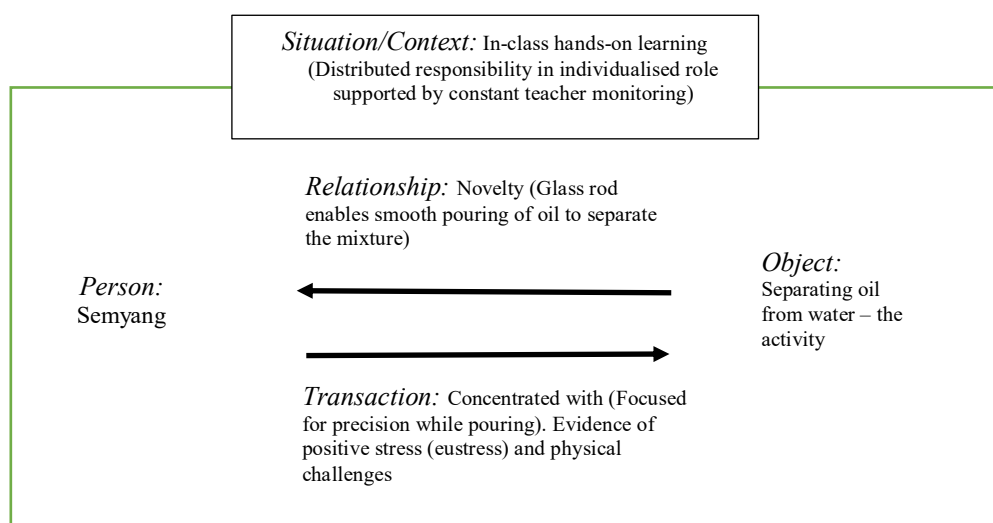 Situation/Context: In-class hands-on learning
(Distributed responsibility in individualised role
supported by constant teacher monitoring)
Relationship: Novelty (Glass rod
enables smooth pouring of oil to separate
the mixture)
Person:
Semyang
Object:
Separating oil
from water – the
activity
Transaction: Concentrated with (Focused
for precision while pouring). Evidence of
positive stress (eustress) and physical
challenges